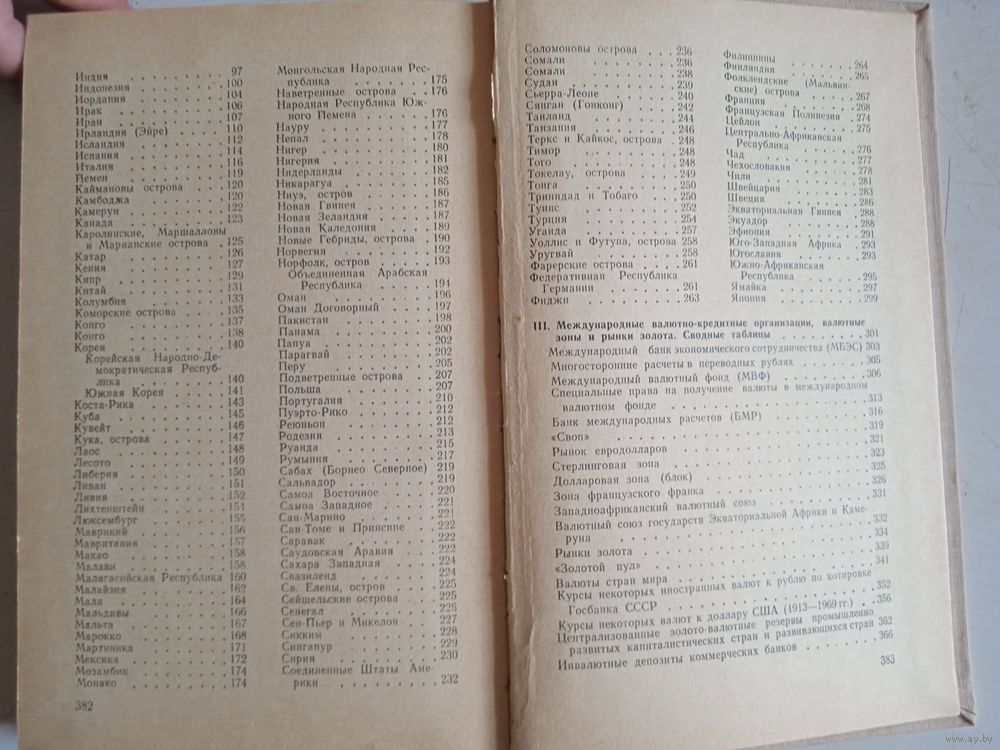 Индия 97
Индонезия 100
Иордания 104
Ирак 106
Иран 107
Ирландия (Эйре) 110
Исландия 112
Испания 116
Италия 119
Йемен 120
Каймановы острова 120
Камбоджа 120
Камерун 122
Канада 123
Каролинские, Маршалловы
и Марианские острова 125
Катар 126
Кения 127
Кипр 129
Китай 131
Колумбия 133
Коморские острова 135
Конго 137
Конго 138
Корея 140
Корейская Народно-Де-
мократическая Респуб-
лика 140
Южная Корея 141
Коста-Рика 143
Куба 145
Кувейт 146
Кука, острова 147
Лаос 148
Лесото 149
Либерия 150
Ливан 151
Ливия 152
Лихтенштейн 154
Люксембург 155
Маврикий 156
Мавритания 157
Макао 158
Малави 158
Малагасийская Республика 160
Малайзия 162
Мали 164
Мальдивы 166
Мальта 167
Марокко 168
Мартиника 171
Мексика 172
Мозамбик 174
Монако 174
382
Монгольская Народная Рес-
публика 175
Наветренные острова 176
Народная Республика Юж-
ного Йемена 176
Науру 177
Непал 178
Нигер 180
Нигерия 181
Нидерланды 182
Никарагуа 185
Ниуэ, остров 186
Новая Гвинея 187
Новая Зеландия 187
Новая Каледония 189
Новые Гебриды, острова 190
Норвегия 192
Норфолк, остров 193
Объединенная Арабская
Республика 194
Оман 196
Оман Договорный 197
Пакистан 198
Панама 200
Папуа 202
Парагвай 202
Перу 205
Подветренные острова 207
Польша 207
Португалия 210
Пуэрто-Рико 212
Реюньон 212
Родезия 213
Руанда 215
Румыния 217
Сабах (Борнео Северное) 219
Сальвадор 219
Самоа Восточное 220
Самоа Западное 221
Сан-Марино 221
Сан-Томе и Принсипе 222
Саравак 222
Саудовская Аравия 222
Сахара Западная 224
Свазиленд 224
Св. Елены, остров 225
Сейшельские острова 225
Сенегал 225
Сен-Пьер и Микелон 227
Сикким 228
Сингапур 229
Сирия 230
Соединенные Штаты Аме-
рики 232
Соломоновы острова 236
Сомали 236
Сомали 238
Судан 239
Сьерра-Леоне 240
Сянган (Гонконг) 242
Таиланд 244
Танзания 246
Теркс и Кайкос, острова 248
Тимор 248
Того 248
Токелау, острова 249
Тонга 250
Тринидад и Тобаго 250
Тунис 252
Турция 254
Уганда 257
Уоллис и Футуна, острова 258
Уругвай 258
Фарерские острова 261
Федеративная Республика
Германии 261
Фиджи 263
Филиппины 264
Финляндия 265
Фолклендские (Мальвин-
ские) острова 267
Франция 268
Французская Полинезия 274
Цейлон 275
Центрально-Африканская
Республика 276
Чад 277
Чехословакия 278
Чили 281
Швейцария 283
Швеция 286
Экваториальная Гвинея 288
Эквадор 288
Эфиопия 291
Юго-Западная Африка 293
Югославия 293
Южно-Африканская
Республика 295
Ямайка 297
Япония 299
III. Международные валютно-кредитные организации, валютные
зоны и рынки золота. Сводные таблицы 301
Международный банк экономического сотрудничества (МБЭС) 303
Многосторонние расчеты в переводных рублях 305
Международный валютный фонд (МВФ) 306
Специальные права на получение валюты в международном
валютном фонде 313
Банк международных расчетов (БМР) 316
«Своп» 319
Рынок евродолларов 321
Стерлинговая зона 323
Долларовая зона (блок) 325
Зона французского франка 326
Западноафриканский валютный союз 331
Валютный союз государств Экваториальной Африки и Каме-
руна 332
Рынки золота 334
«Золотой пул» 339
Валюты стран мира 341
Курсы некоторых иностранных валют к рублю по котировке
Госбанка СССР 352
Курсы некоторых валют к доллару США (1913—1969 гг.) 356
Централизованные золото-валютные резервы промышленно
развитых капиталистических стран и развивающихся стран 362
Инвалютные депозиты коммерческих банков 366
383
www.ay.by